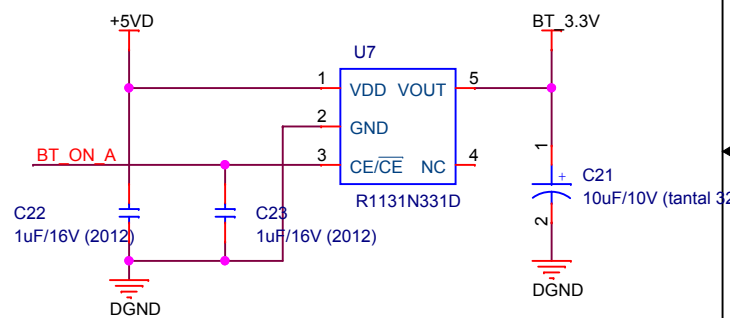 +5VD
BT_3.3V
U7
1
VDD
VOUT
5
2
GND
BT_ON_A
3
CE/CE
NC
4
R1131N331D
1
+
C21
10uF/10V (tantal 32
2
C22
1uF/16V (2012)
C23
1uF/16V (2012)
DGND
DGND